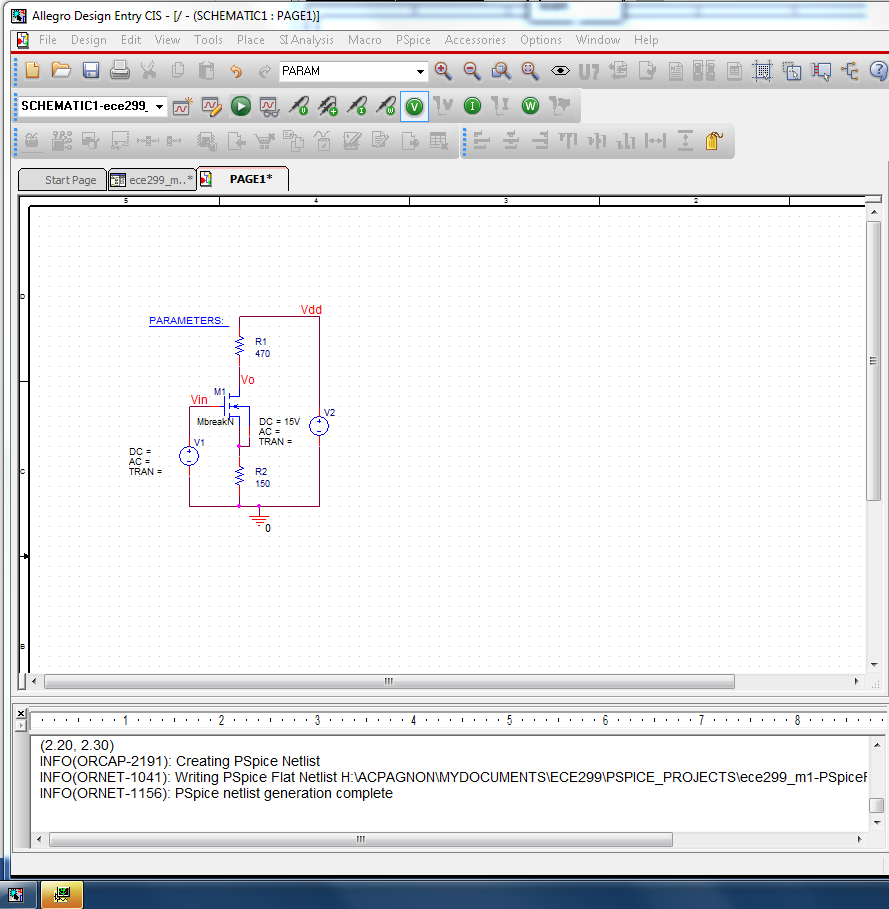 Allegro Design Entry CIS - [/ - (SCHEMATIC1 : PAGE1)]
File Design Edit View Tools Place SI Analysis Macro PSpice Accessories Options Window Help
PARAM
U?
SCHEMATIC1-ece299_
V V I I W
Start Page ece299_m..* PAGE1*
5 4 3 2
D
Vdd
PARAMETERS:
R1
470
Vo
M1
Vin
MbreakN
V2
DC = 15V
AC =
TRAN =
V1
DC =
AC =
TRAN =
C
R2
150
0
B
1 2 3 4 5 6 7 8
(2.20, 2.30)
INFO(ORCAP-2191): Creating PSpice Netlist
INFO(ORNET-1041): Writing PSpice Flat Netlist H:\ACPAGNON\MYDOCUMENTS\ECE299\PSPICE_PROJECTS\ece299_m1-PSpiceF
INFO(ORNET-1156): PSpice netlist generation complete